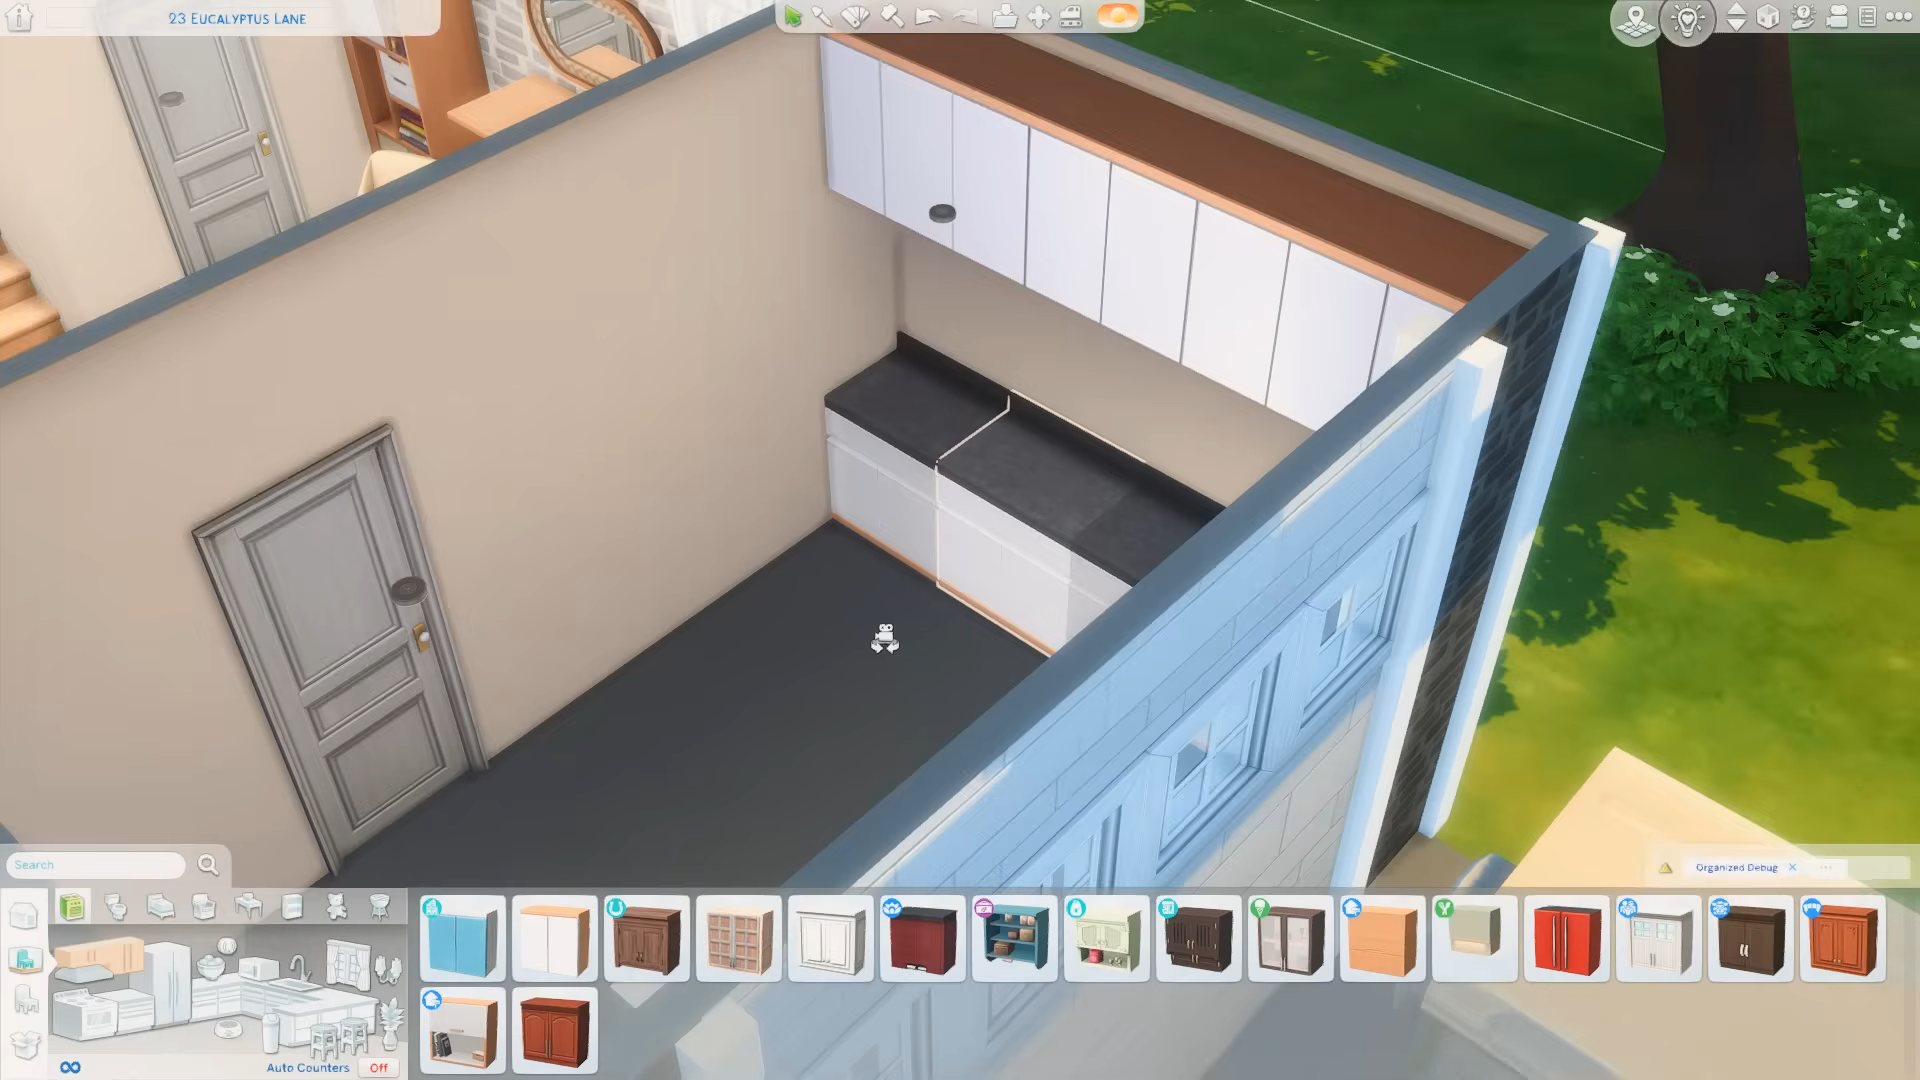 23 EUCALYPTUS LANE
Search
Organized Debug
Auto Counters Off